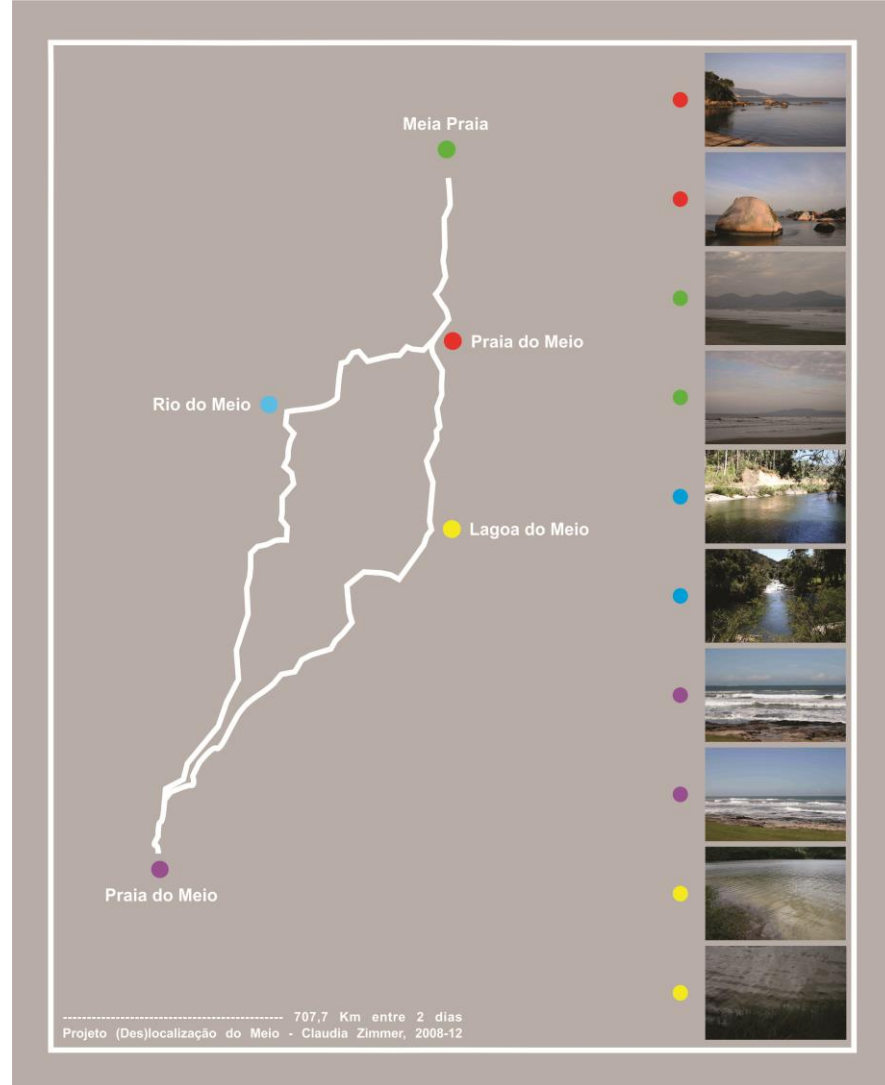 Meia Praia
Praia do Meio
Rio do Meio
Lagoa do Meio
Praia do Meio
----------------------------------------------- 707,7 Km entre 2 dias
Projeto (Des)localização do Meio - Claudia Zimmer, 2008-12